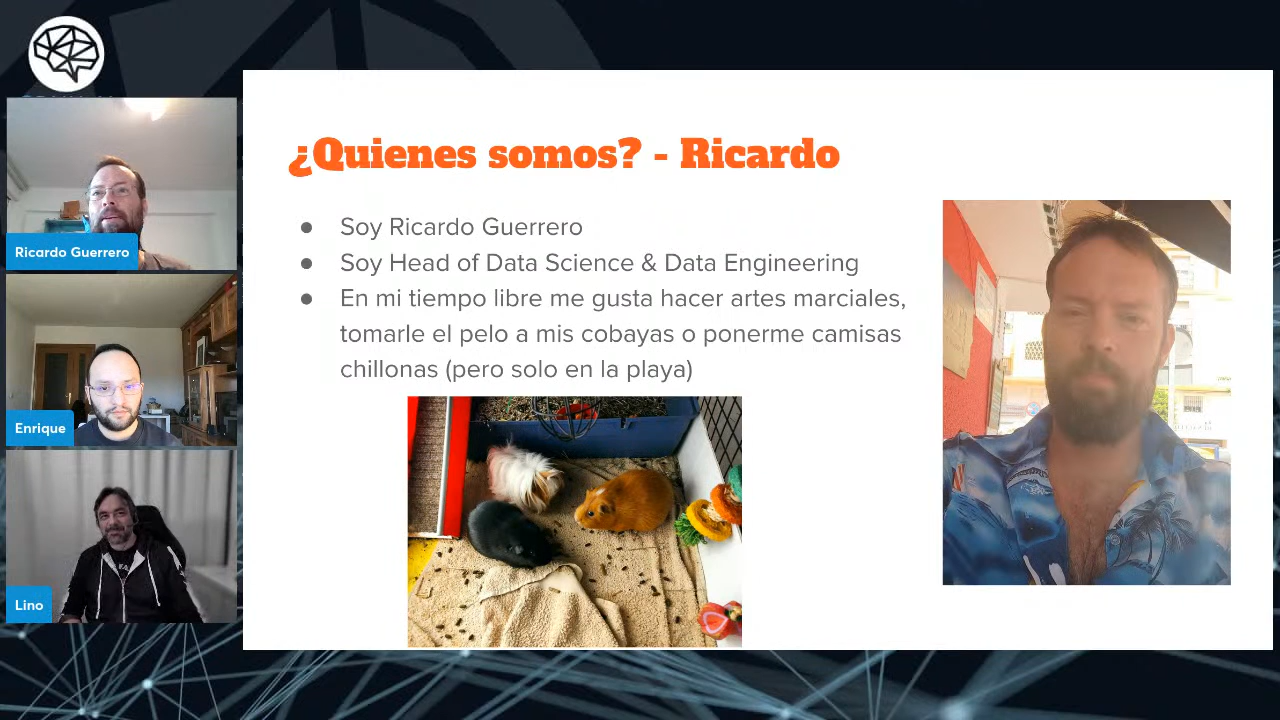 ¿Quienes somos? - Ricardo
Soy Ricardo Guerrero
Soy Head of Data Science & Data Engineering
En mi tiempo libre me gusta hacer artes marciales,
tomarle el pelo a mis cobayas o ponerme camisas
chillonas (pero solo en la playa)
Ricardo Guerrero
Enrique
Lino